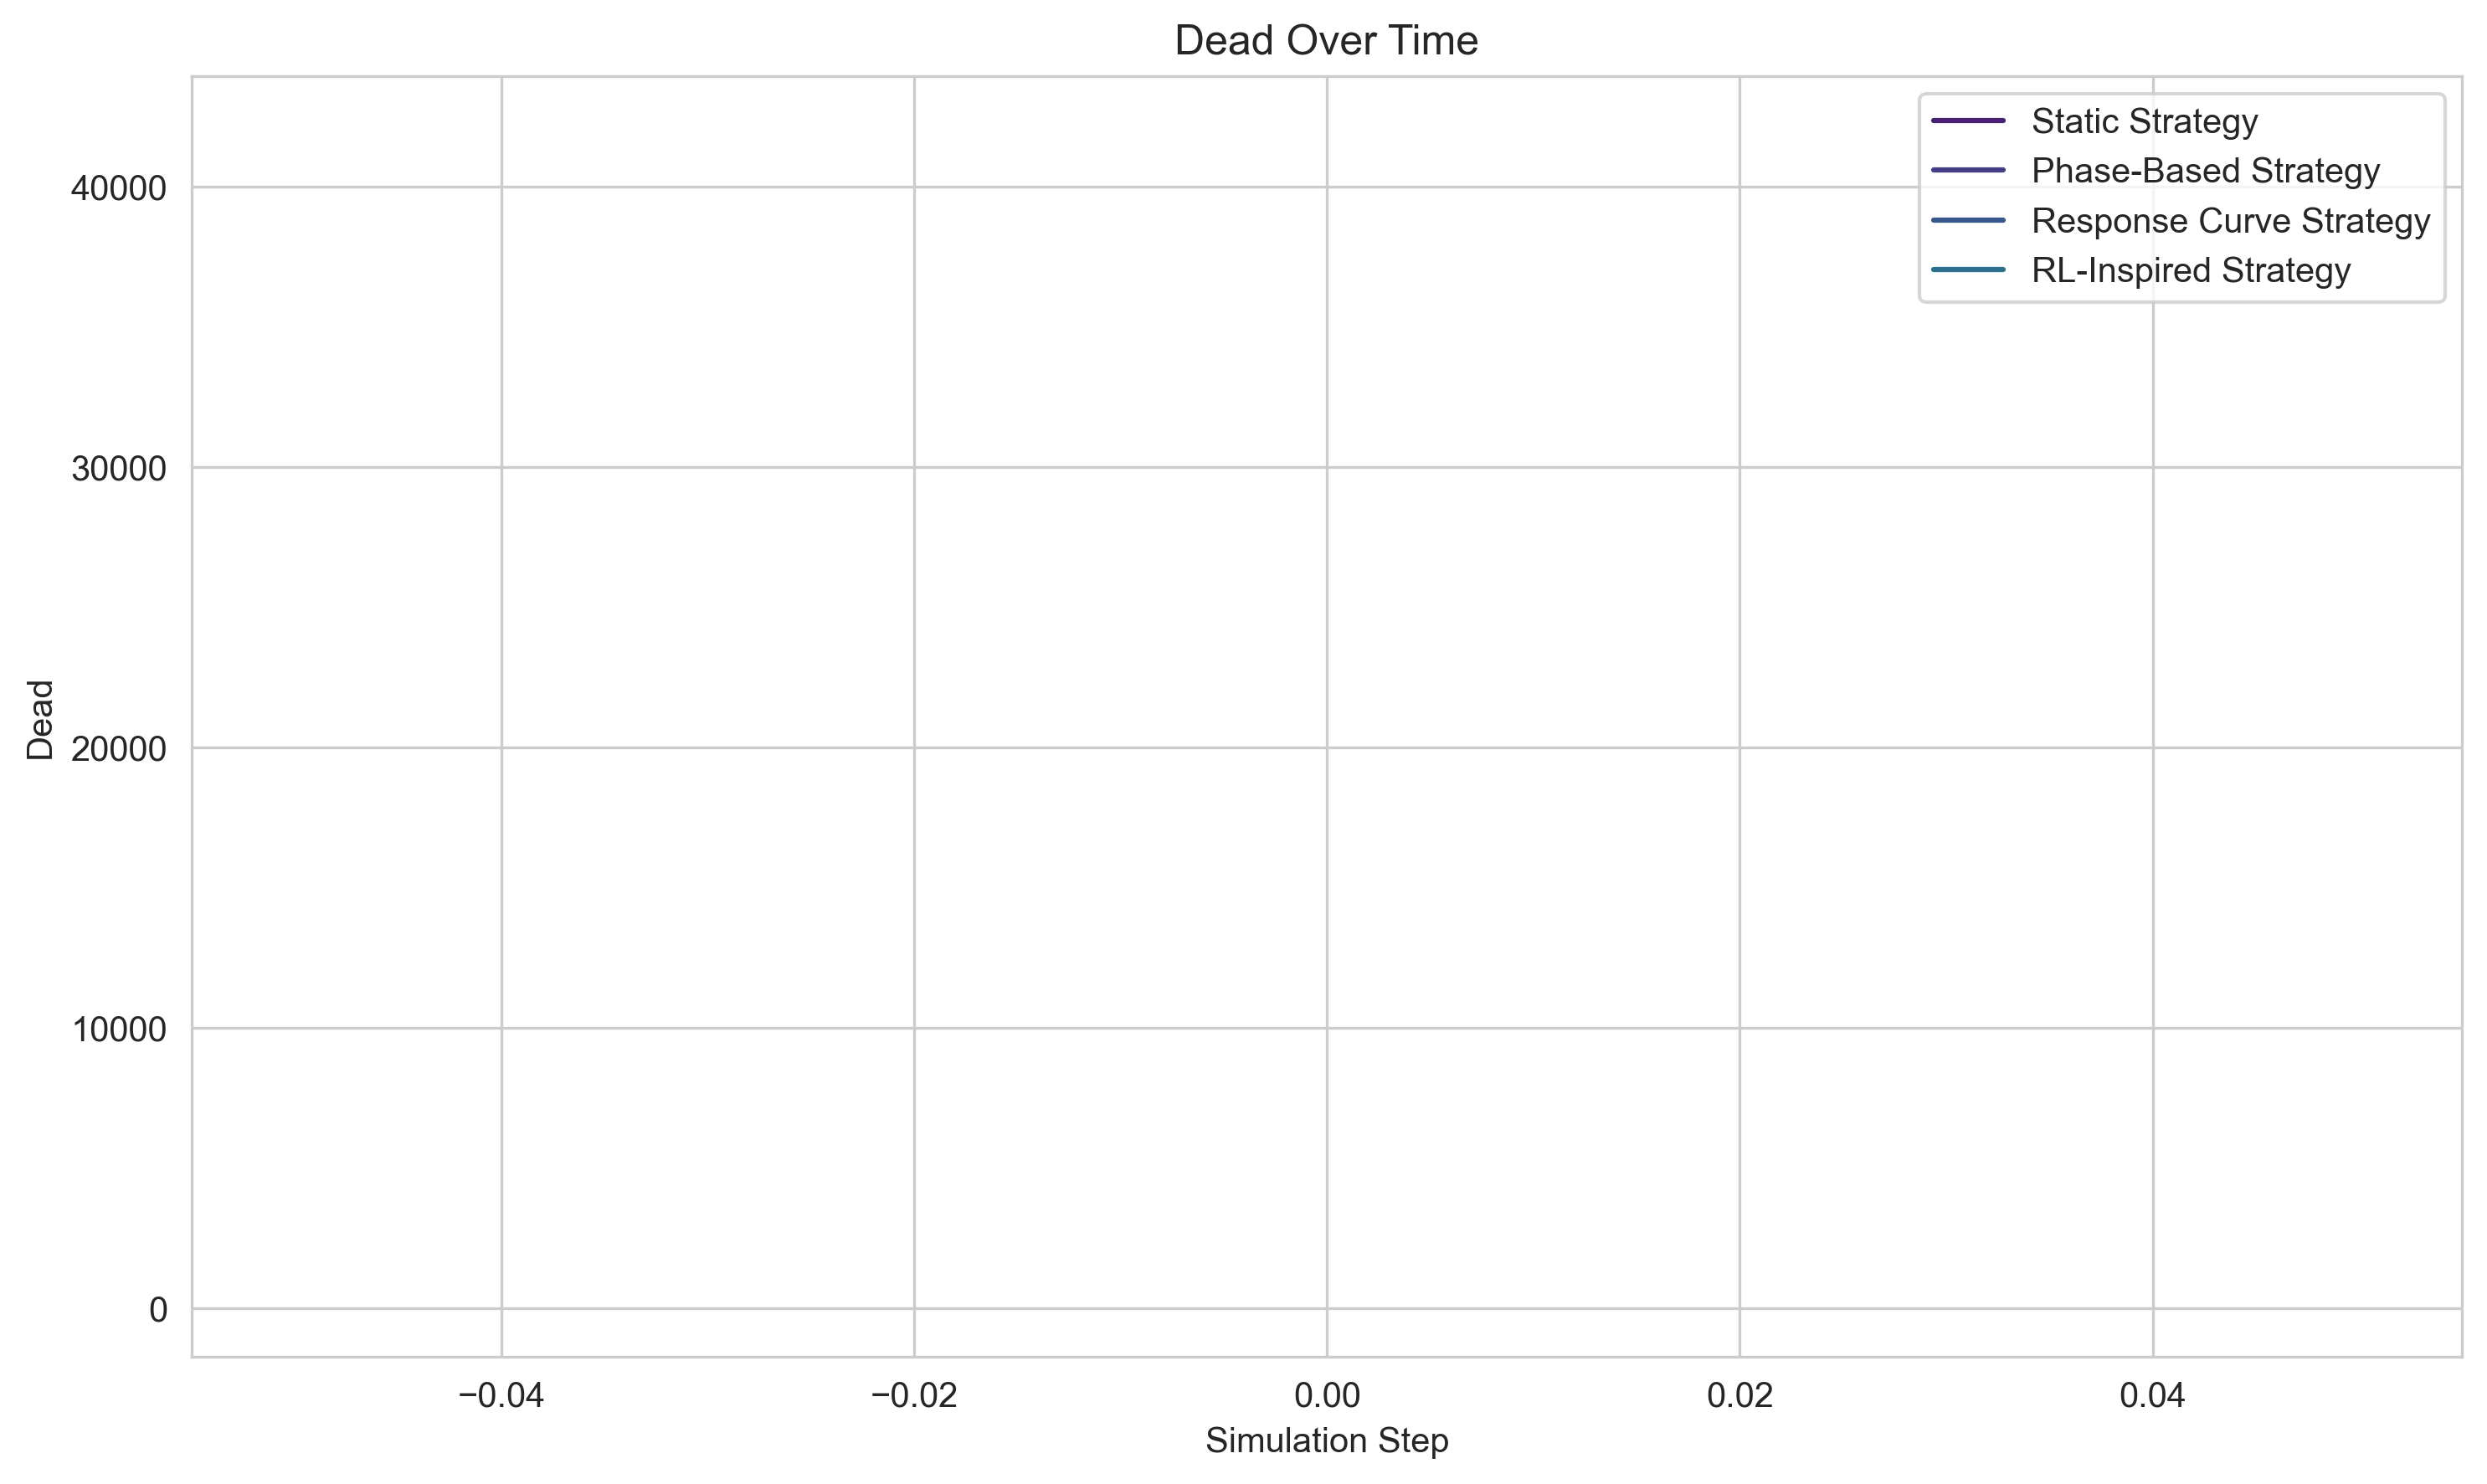 Dead Over Time
Static Strategy
Phase-Based Strategy
Response Curve Strategy
RL-Inspired Strategy
40000
30000
20000
10000
0
Dead
−0.04
−0.02
0.00
0.02
0.04
Simulation Step